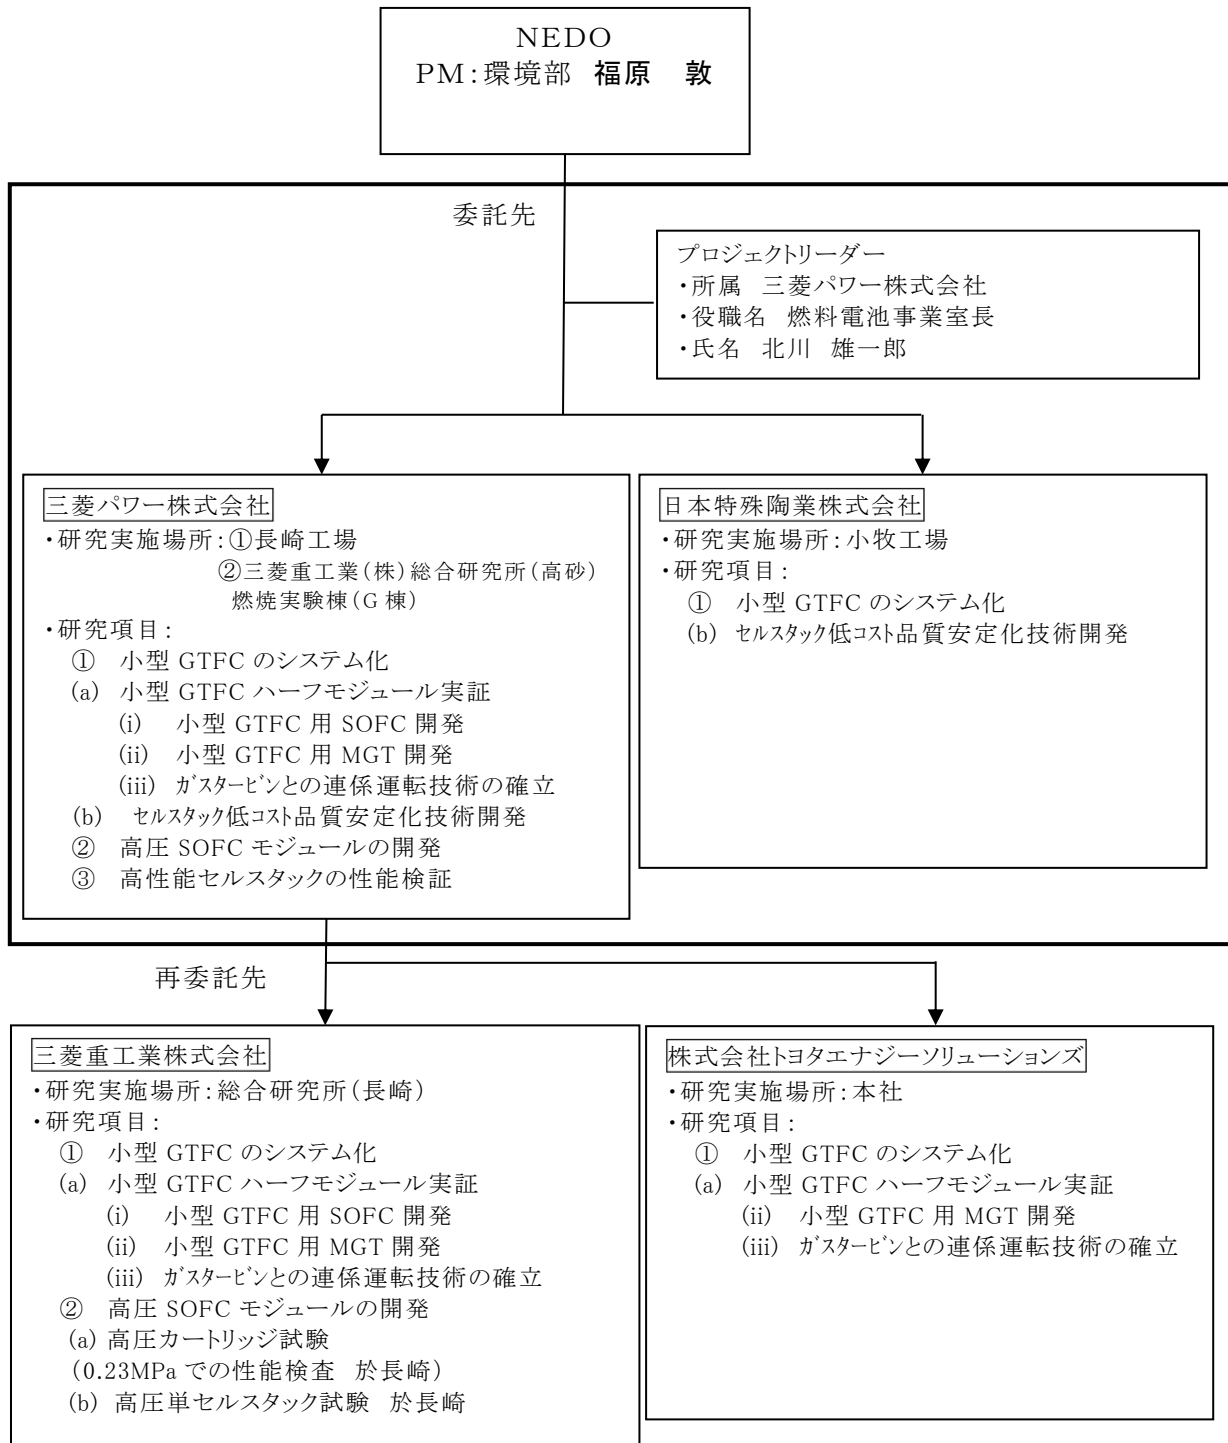 NEDO
PM:環境部 福原 敦
委託先
プロジェクトリーダー
・所属 三菱パワー株式会社
・役職名 燃料電池事業室長
・氏名 北川 雄一郎
三菱パワー株式会社
・研究実施場所:①長崎工場
②三菱重工業(株)総合研究所(高砂)
燃焼実験棟(G 棟)
・研究項目:
① 小型 GTFC のシステム化
(a) 小型 GTFC ハーフモジュール実証
(i) 小型 GTFC 用 SOFC 開発
(ii) 小型 GTFC 用 MGT 開発
(iii) ガスタービンとの連係運転技術の確立
(b) セルスタック低コスト品質安定化技術開発
② 高圧 SOFC モジュールの開発
③ 高性能セルスタックの性能検証
日本特殊陶業株式会社
・研究実施場所:小牧工場
・研究項目:
① 小型 GTFC のシステム化
(b) セルスタック低コスト品質安定化技術開発
再委託先
三菱重工業株式会社
・研究実施場所:総合研究所(長崎)
・研究項目:
① 小型 GTFC のシステム化
(a) 小型 GTFC ハーフモジュール実証
(i) 小型 GTFC 用 SOFC 開発
(ii) 小型 GTFC 用 MGT 開発
(iii) ガスタービンとの連係運転技術の確立
② 高圧 SOFC モジュールの開発
(a) 高圧カートリッジ試験
(0.23MPa での性能検査 於長崎)
(b) 高圧単セルスタック試験 於長崎
株式会社トヨタエナジーソリューションズ
・研究実施場所:本社
・研究項目:
① 小型 GTFC のシステム化
(a) 小型 GTFC ハーフモジュール実証
(ii) 小型 GTFC 用 MGT 開発
(iii) ガスタービンとの連係運転技術の確立